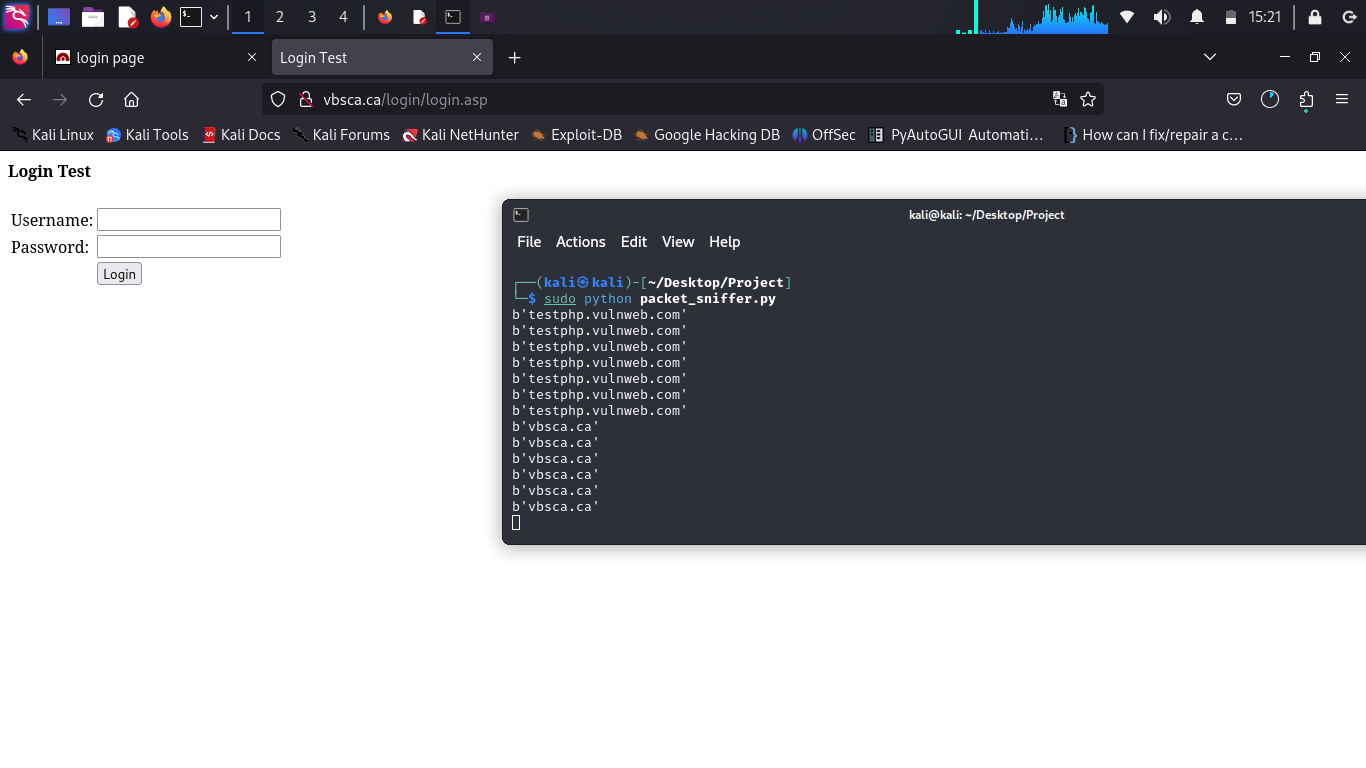 1 2 3 4 15:21
login page Login Test
vbsca.ca/login/login.asp
Kali Linux Kali Tools Kali Docs Kali Forums Kali NetHunter Exploit-DB Google Hacking DB OffSec PyAutoGUI Automati… How can I fix/repair a c…
Login Test
Username:
Password:
Login
kali@kali: ~/Desktop/Project
File Actions Edit View Help
┌──(kali㉿kali)-[~/Desktop/Project]
└─$ sudo python packet_sniffer.py
b'testphp.vulnweb.com'
b'testphp.vulnweb.com'
b'testphp.vulnweb.com'
b'testphp.vulnweb.com'
b'testphp.vulnweb.com'
b'testphp.vulnweb.com'
b'testphp.vulnweb.com'
b'vbsca.ca'
b'vbsca.ca'
b'vbsca.ca'
b'vbsca.ca'
b'vbsca.ca'
b'vbsca.ca'